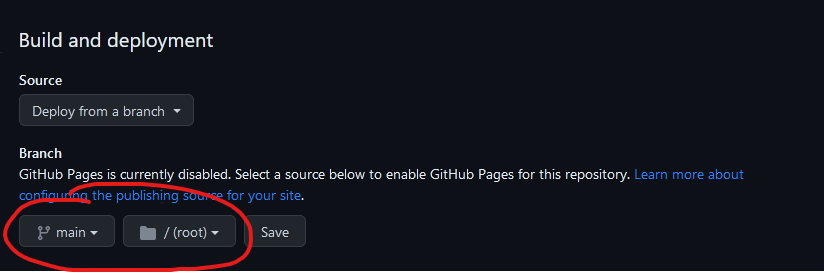 Build and deployment
Source
Deploy from a branch
Branch
GitHub Pages is currently disabled. Select a source below to enable GitHub Pages for this repository. Learn more about
configuring the publishing source for your site.
main / (root) Save